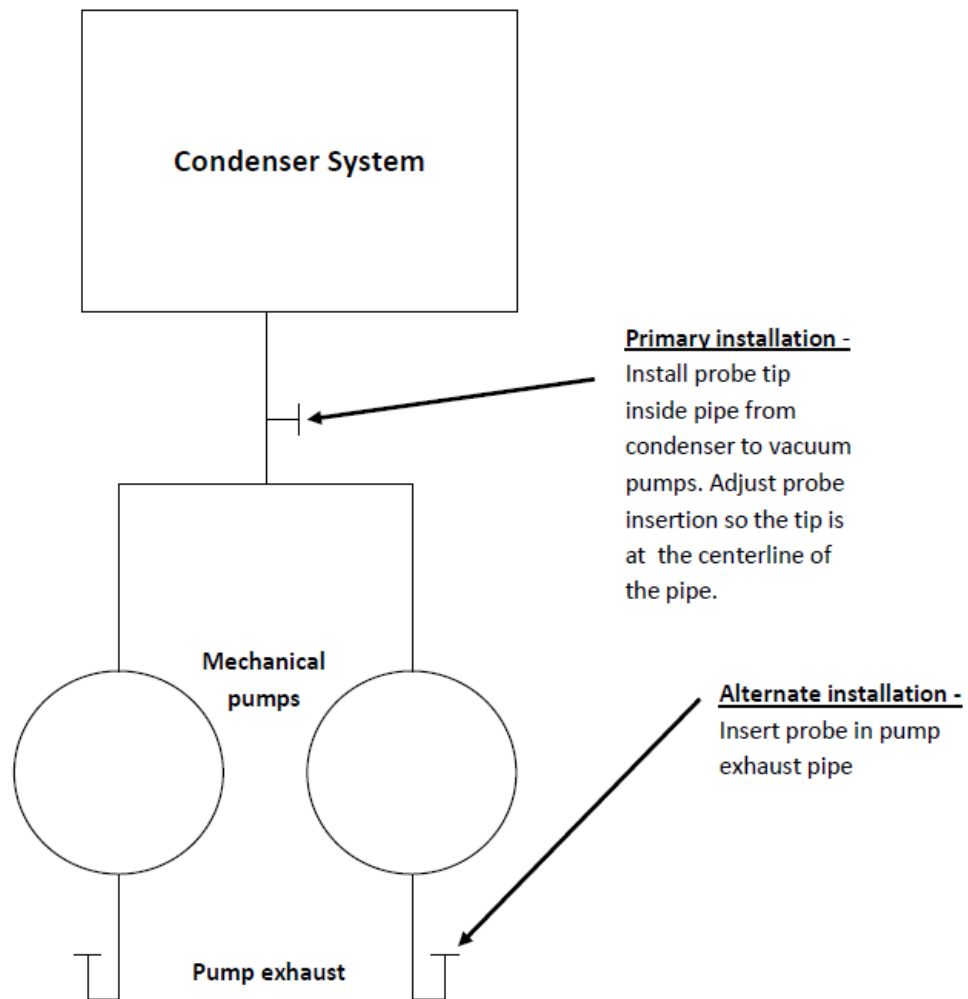 Condenser System
Primary installation -
Install probe tip
inside pipe from
condenser to vacuum
pumps. Adjust probe
insertion so the tip is
at the centerline of
the pipe.
Mechanical
pumps
Alternate installation -
Insert probe in pump
exhaust pipe
Pump exhaust